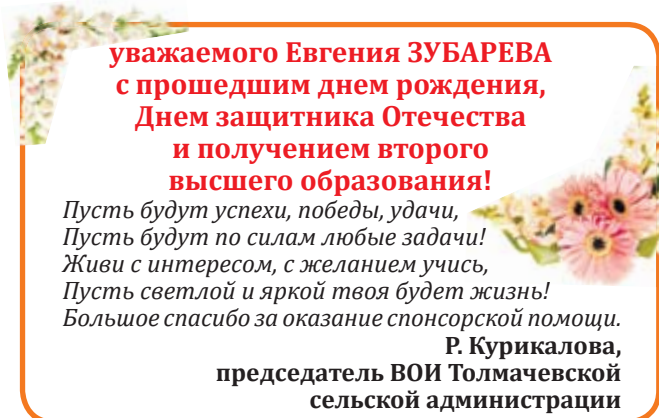 уважаемого Евгения ЗУБАРЕВА
с прошедшим днем рождения,
Днем защитника Отечества
и получением второго
высшего образования!
Пусть будут успехи, победы, удачи,
Пусть будут по силам любые задачи!
Живи с интересом, с желанием учись,
Пусть светлой и яркой твоя будет жизнь!
Большое спасибо за оказание спонсорской помощи.
Р. Курикалова,
председатель ВОИ Толмачевской
сельской администрации